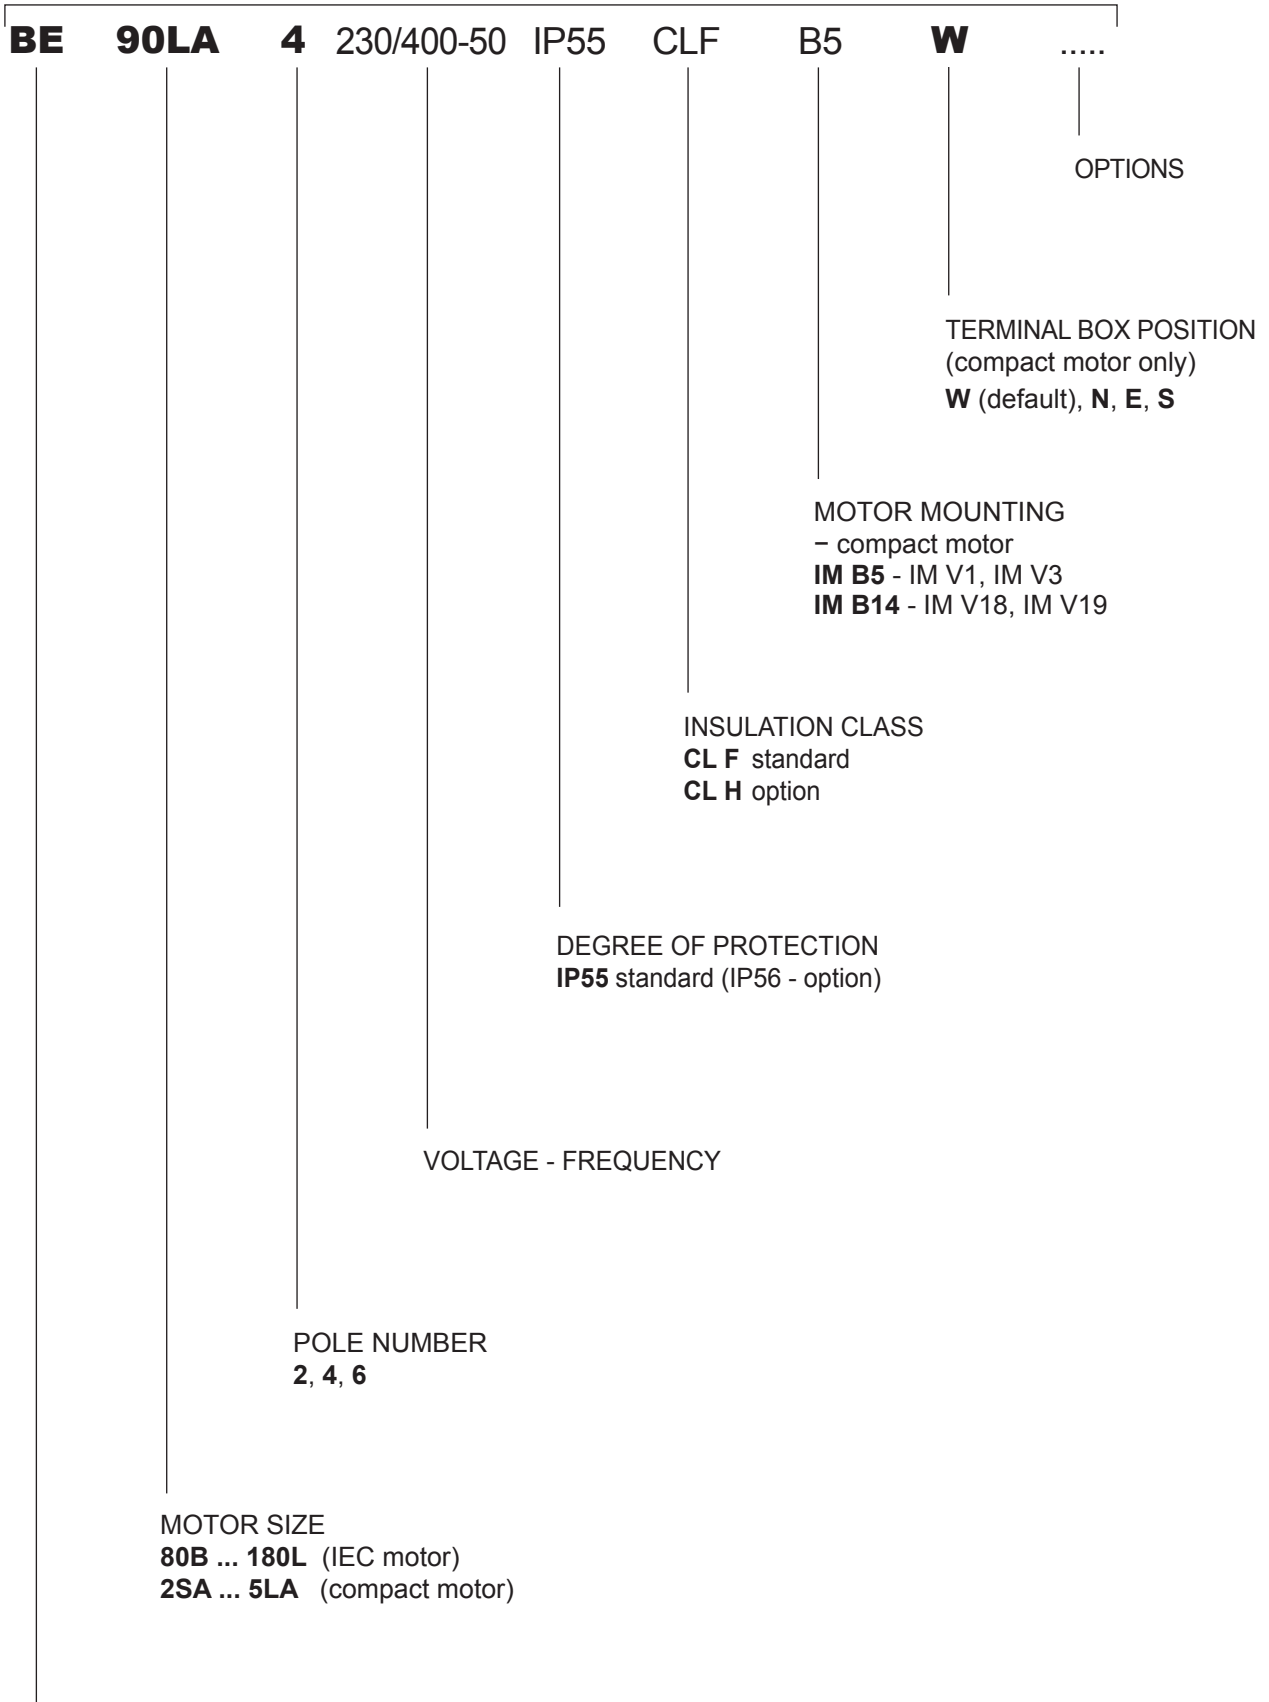 BE 90LA 4 230/400-50 IP55 CLF B5 W .....
OPTIONS
TERMINAL BOX POSITION
(compact motor only)
W (default), N, E, S
MOTOR MOUNTING
− compact motor
IM B5 - IM V1, IM V3
IM B14 - IM V18, IM V19
INSULATION CLASS
CL F standard
CL H option
DEGREE OF PROTECTION
IP55 standard (IP56 - option)
VOLTAGE - FREQUENCY
POLE NUMBER
2, 4, 6
MOTOR SIZE
80B ... 180L (IEC motor)
2SA ... 5LA (compact motor)